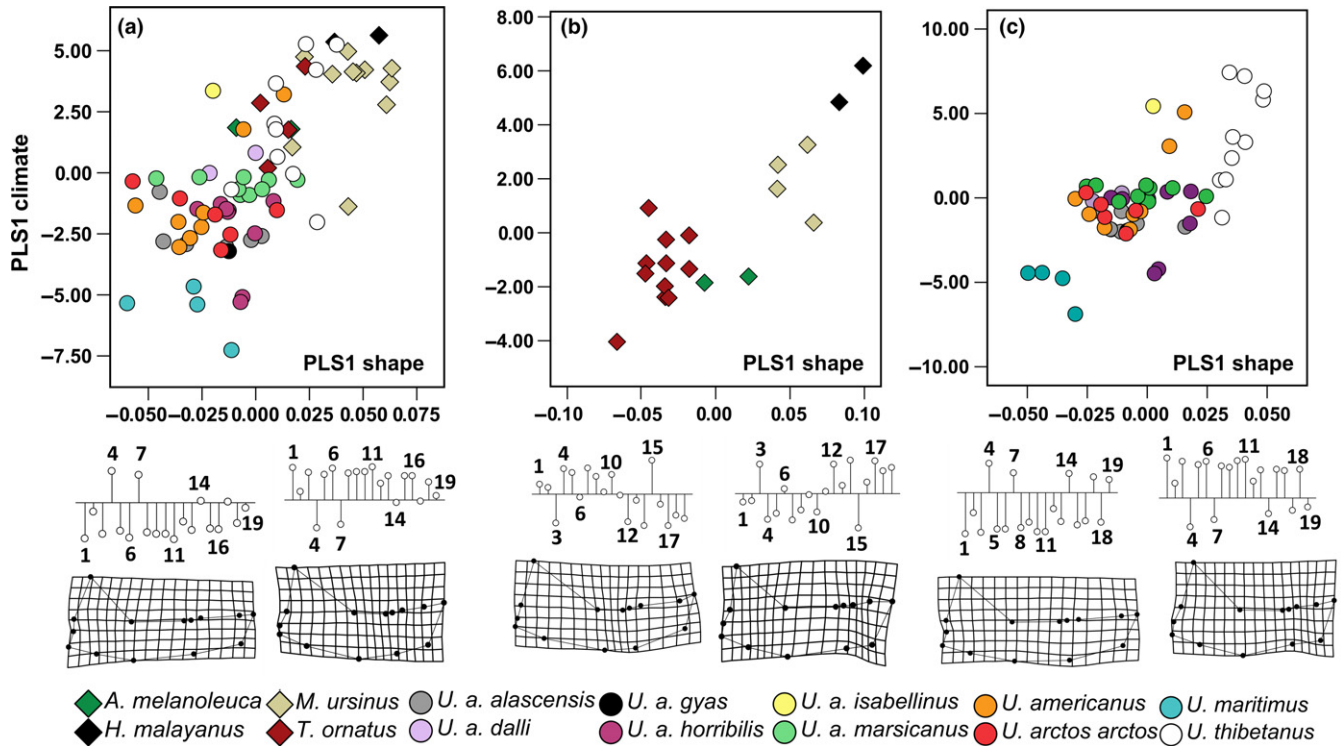 (a)
5.00
2.50
0.00
−2.50
−5.00
−7.50
PLS1 climate
PLS1 shape
−0.050 −0.025 0.000 0.025 0.050 0.075
(b)
8.00
6.00
4.00
2.00
0.00
−2.00
−4.00
PLS1 shape
−0.10 −0.05 0.00 0.05 0.10
(c)
10.00
5.00
0.00
−5.00
−10.00
PLS1 shape
−0.050 −0.025 0.000 0.025 0.050
4 7 14
1 6 11 16 19
1 6 11 16 19
4 7 14
1 4 10 15
3 6 12 17
3 6 12 17
1 4 10 15
4 7 14 19
1 5 8 11 18
1 6 11 18
4 7 14 19
A. melanoleuca M. ursinus U. a. alascensis U. a. gyas U. a. isabellinus U. americanus U. maritimus
H. malayanus T. ornatus U. a. dalli U. a. horribilis U. a. marsicanus U. arctos arctos U. thibetanus